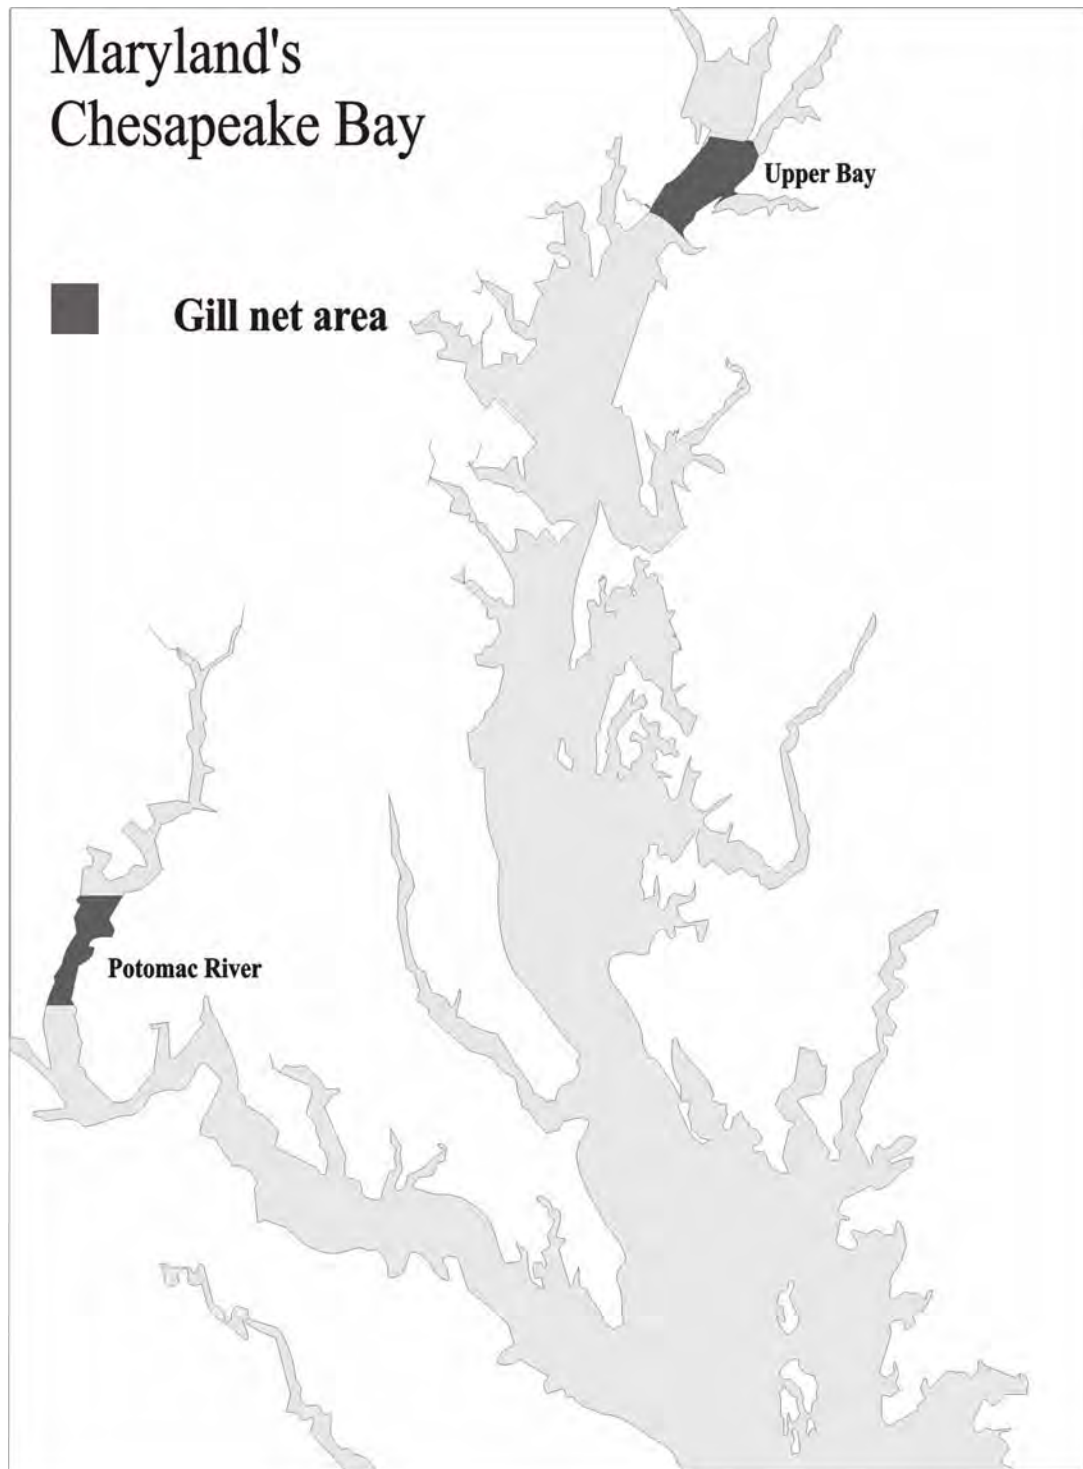 Maryland's
Chesapeake Bay
Upper Bay
Gill net area
Potomac River